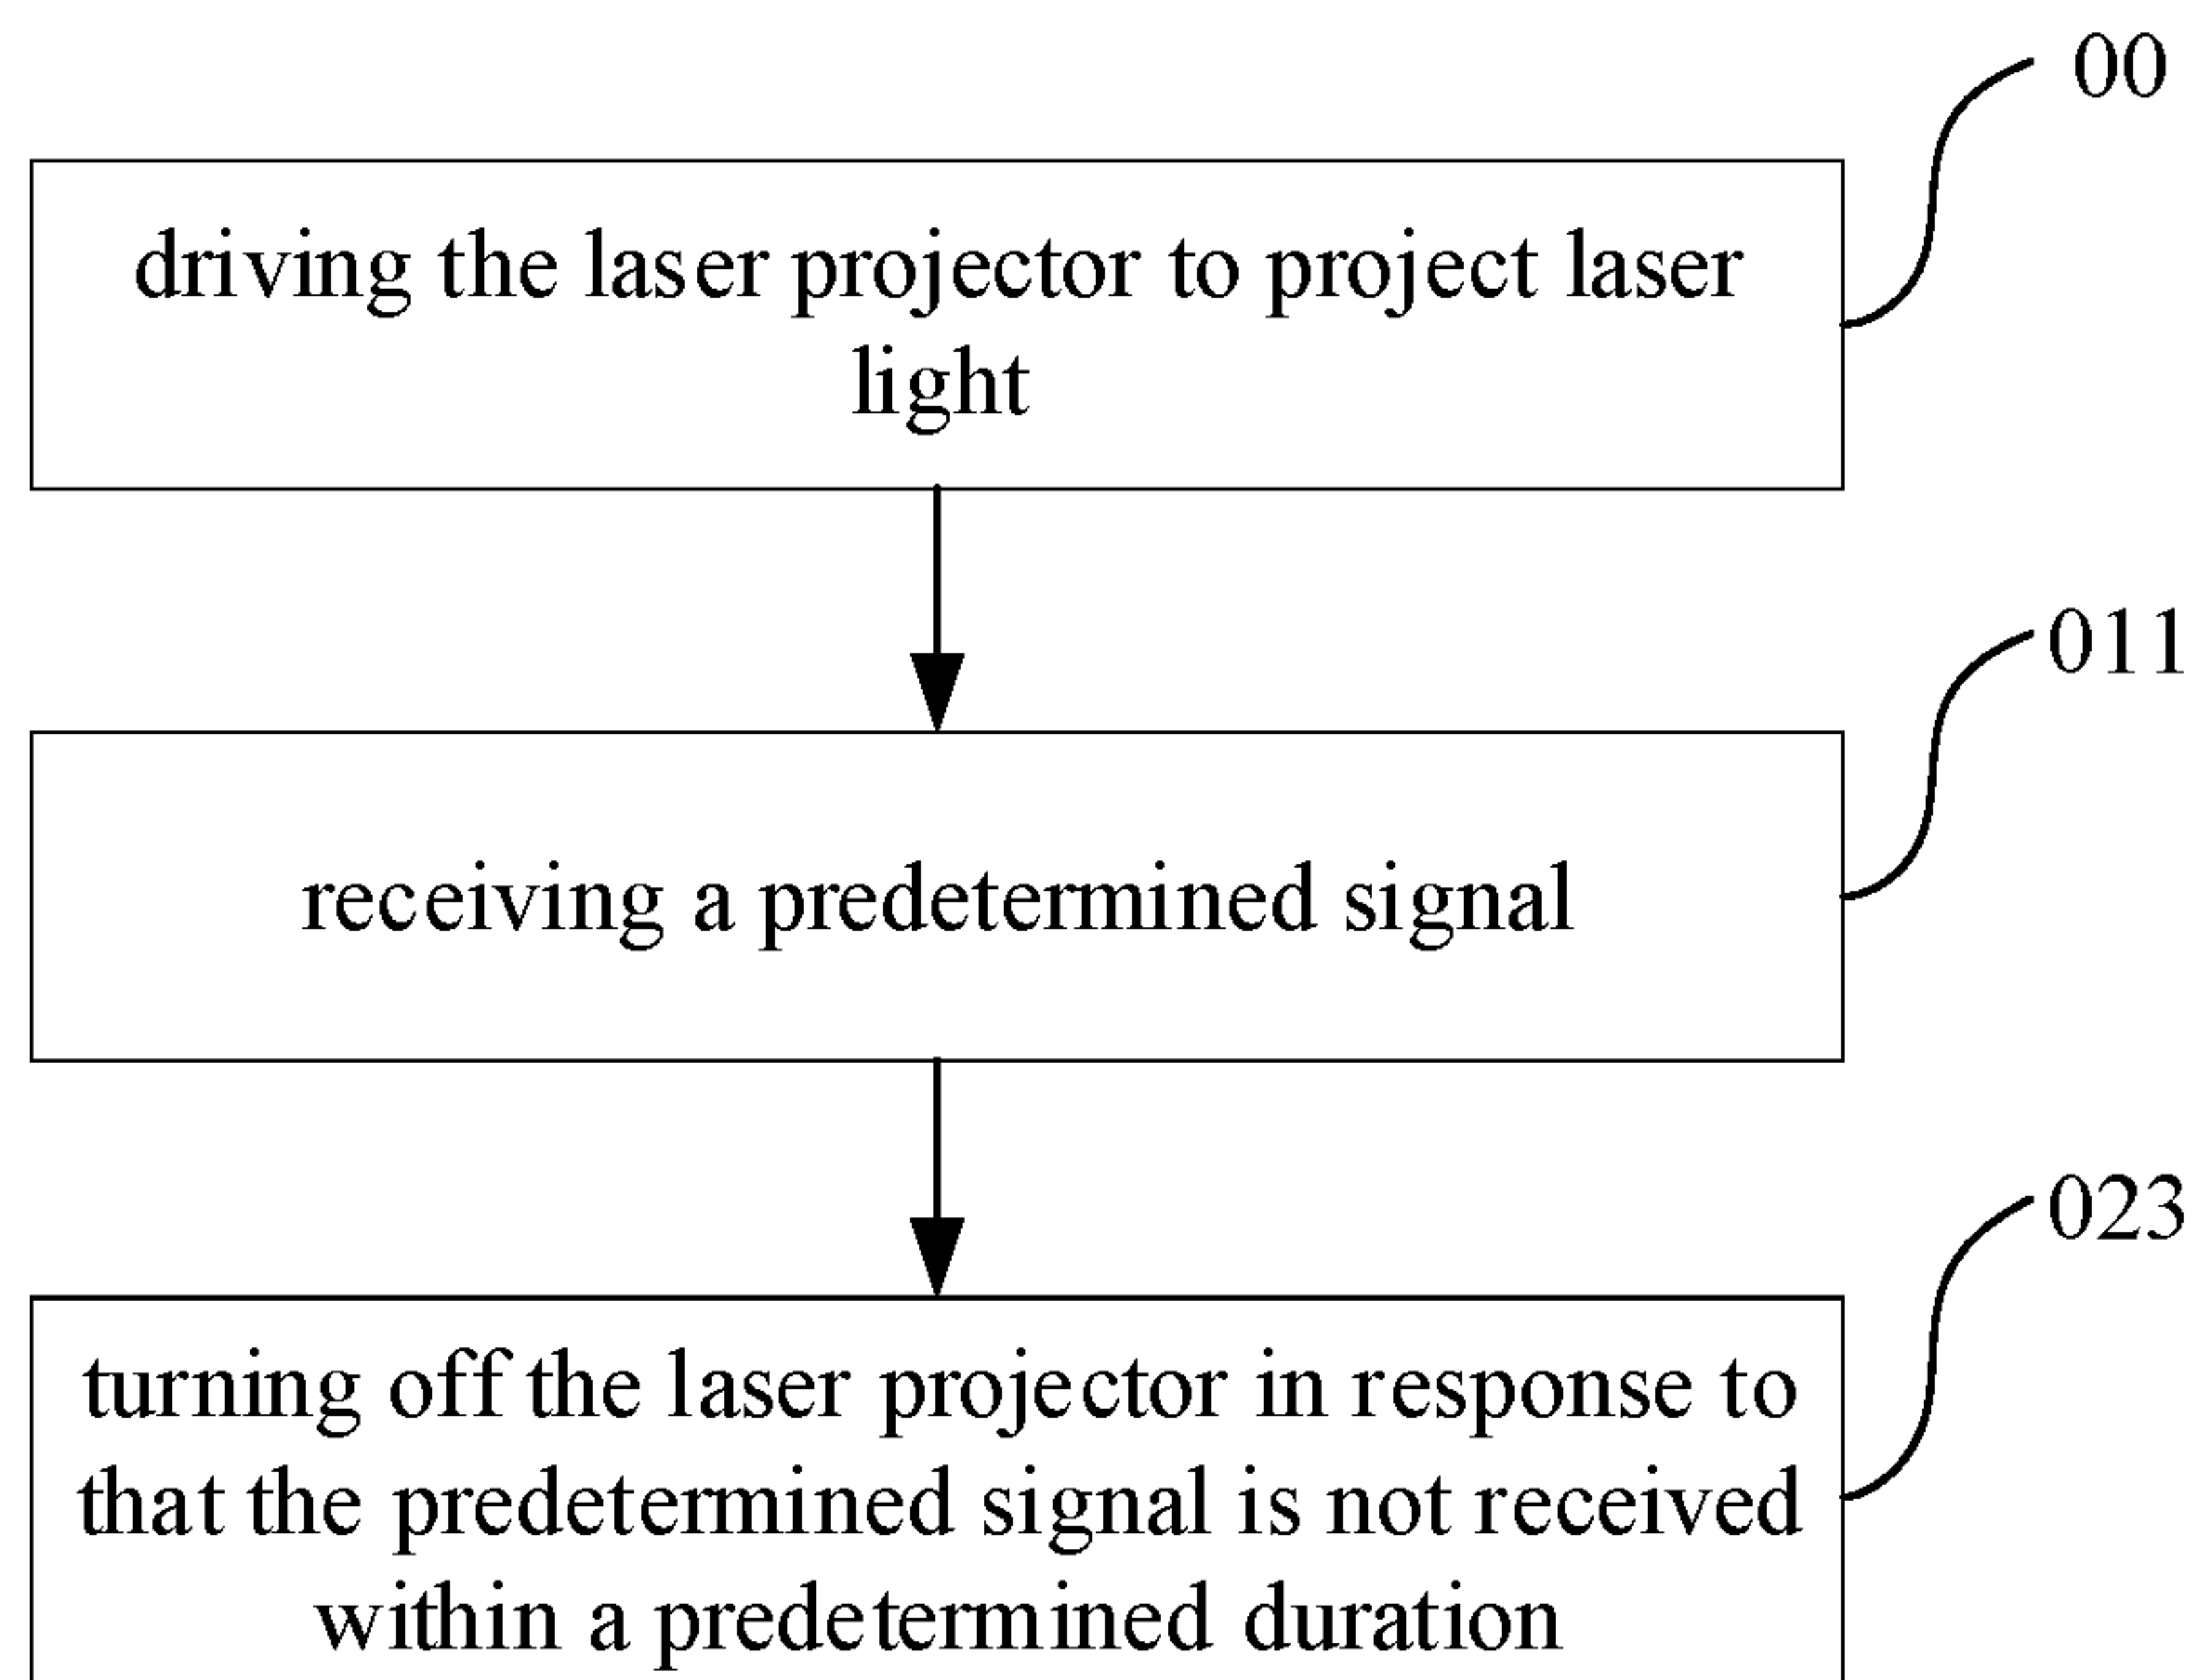 00
driving the laser projector to project laser
light
011
receiving a predetermined signal
023
turning off the laser projector in response to
that the predetermined signal is not received
within a predetermined duration